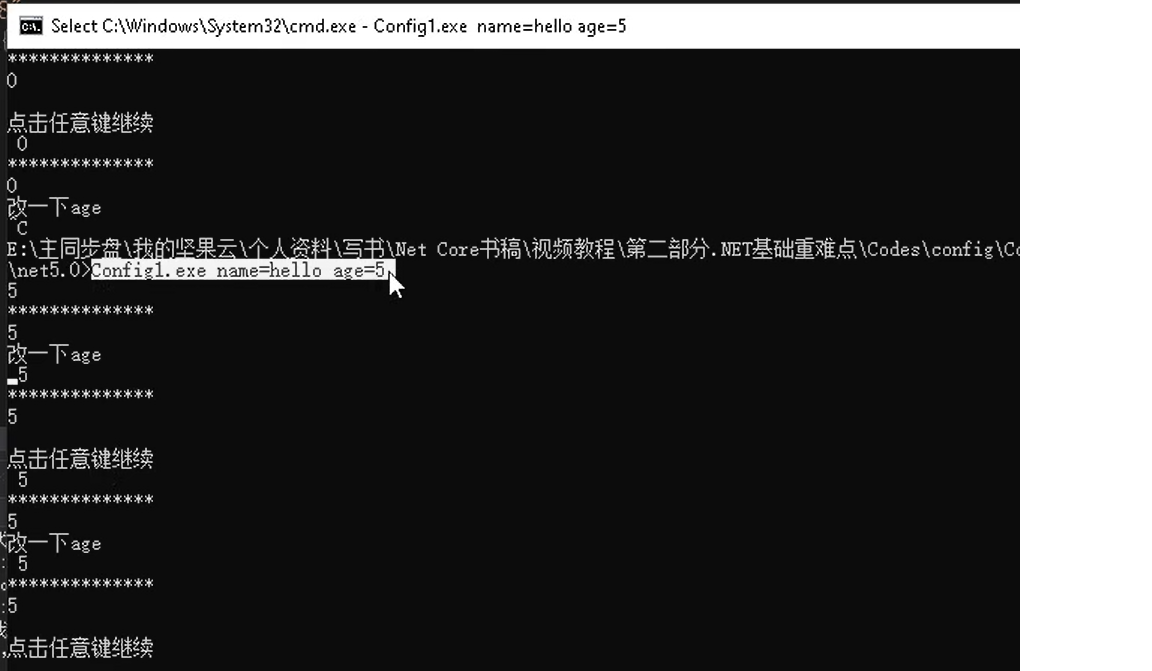 Select C:\Windows\System32\cmd.exe - Config1.exe  name=hello age=5
**************
0
点击任意键继续
0
**************
0
改一下age
^C
E:\主同步盘\我的坚果云\个人资料\写书\Net Core书稿\视频教程\第二部分.NET基础重难点\Codes\config\Co
\net5.0>Config1.exe name=hello age=5
5
**************
5
改一下age
5
**************
5
点击任意键继续
5
**************
5
改一下age
5
**************
5
点击任意键继续